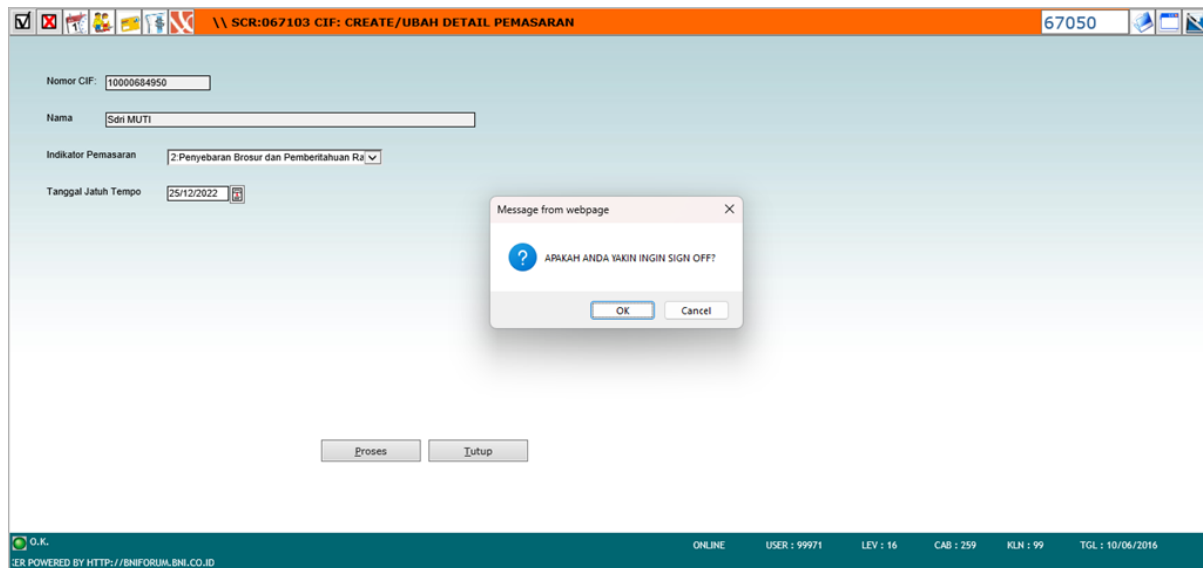 \\ SCR:067103 CIF: CREATE/UBAH DETAIL PEMASARAN
67050
Nomor CIF: 10000684950
Nama Sdri MUTI
Indikator Pemasaran 2:Penyebaran Brosur dan Pemberitahuan Ra
Tanggal Jatuh Tempo 25/12/2022
Message from webpage
APAKAH ANDA YAKIN INGIN SIGN OFF?
OK Cancel
Proses Tutup
O.K. ONLINE USER : 99971 LEV : 16 CAB : 259 KLN : 99 TGL : 10/06/2016
ER POWERED BY HTTP://BNIFORUM.BNI.CO.ID